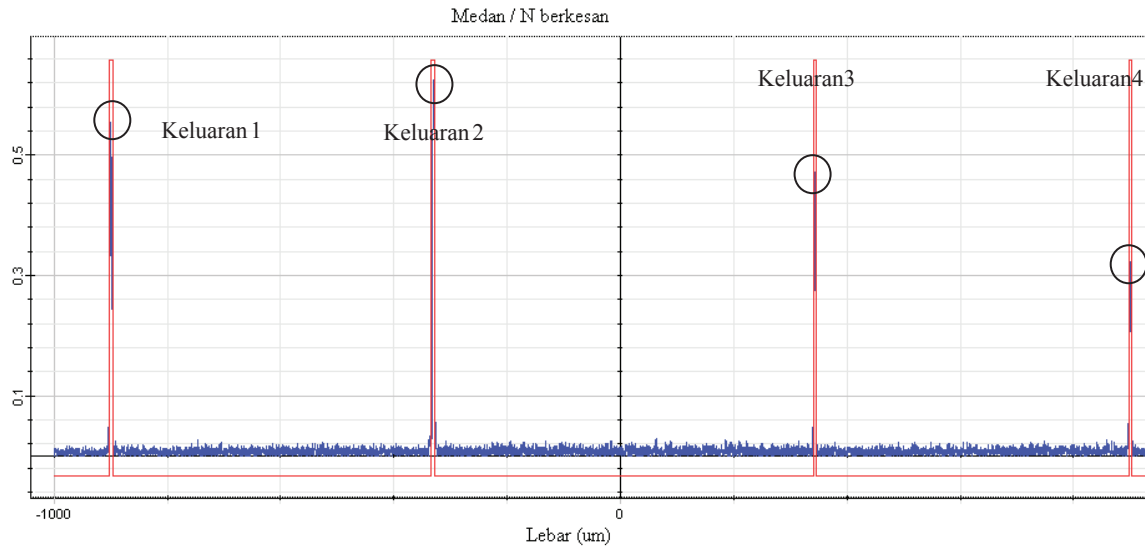 Medan / N berkesan
Keluaran 1
Keluaran 2
Keluaran3
Keluaran4
0.5
0.3
0.1
-1000
0
Lebar (um)